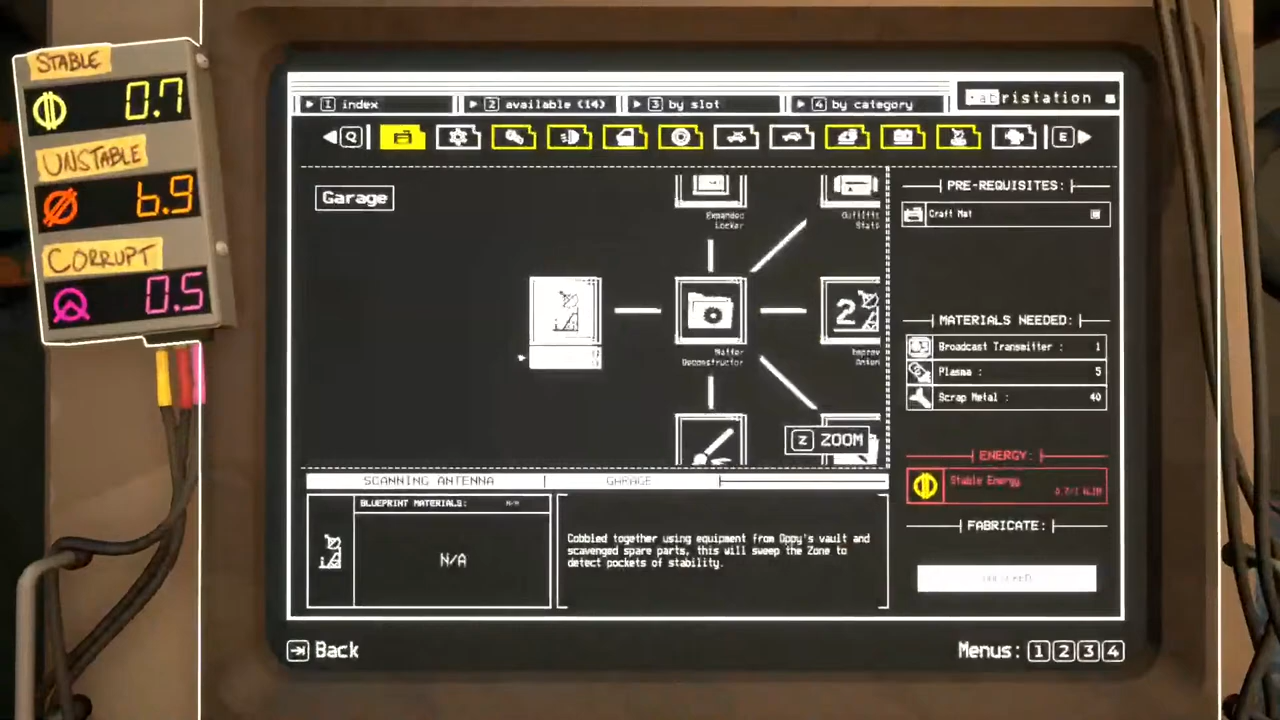 STABLE
0.7
UNSTABLE
6.9
CORRUPT
0.5
1 index
2 available (14)
3 by slot
4 by category
Fabristation
Q
E
Garage
Expanded Locker
Matter Deconstructor
2
Z ZOOM
PRE-REQUISITES:
Craft Mat
MATERIALS NEEDED:
Broadcast Transmitter : 1
Plasma : 5
Scrap Metal : 40
ENERGY:
Stable Energy
FABRICATE:
SCANNING ANTENNA
GARAGE
BLUEPRINT MATERIALS: N/A
N/A
Cobbled together using equipment from Oppy's vault and
scavenged spare parts, this will sweep the Zone to
detect pockets of stability.
Back
Menus: 1 2 3 4